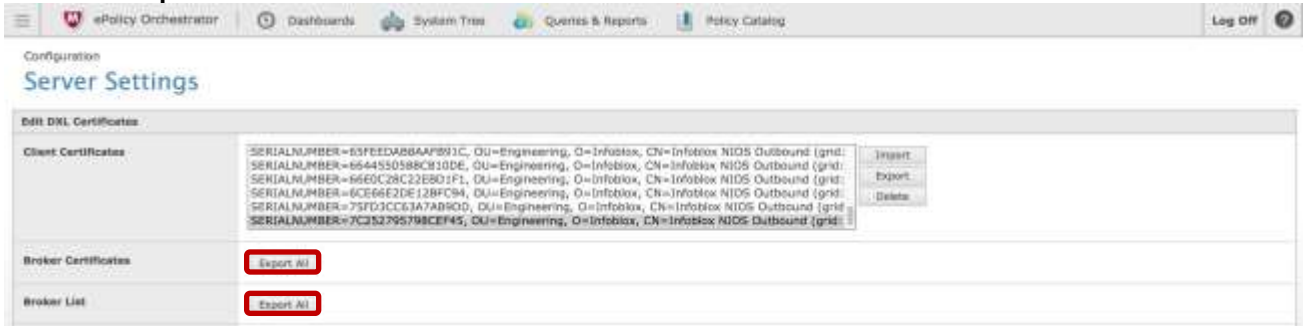 ePolicy Orchestrator Dashboards System Tree Queries & Reports Policy Catalog Log Off ?
Configuration
Server Settings
Edit DXL Certificates
Client Certificates
SERIALNUMBER=65FEEDABBAAFB91C, OU=Engineering, O=Infoblox, CN=Infoblox NIOS Outbound (grid:
SERIALNUMBER=6644550588C810DE, OU=Engineering, O=Infoblox, CN=Infoblox NIOS Outbound (grid:
SERIALNUMBER=66E0C28C22EBD1F1, OU=Engineering, O=Infoblox, CN=Infoblox NIOS Outbound (grid:
SERIALNUMBER=6CE66E2DE12BFC94, OU=Engineering, O=Infoblox, CN=Infoblox NIOS Outbound (grid:
SERIALNUMBER=75FD3CC63A7AB9DD, OU=Engineering, O=Infoblox, CN=Infoblox NIOS Outbound (grid
SERIALNUMBER=7C252795798CEF45, OU=Engineering, O=Infoblox, CN=Infoblox NIOS Outbound (grid
Import
Export
Delete
Broker Certificates
Export All
Broker List
Export All